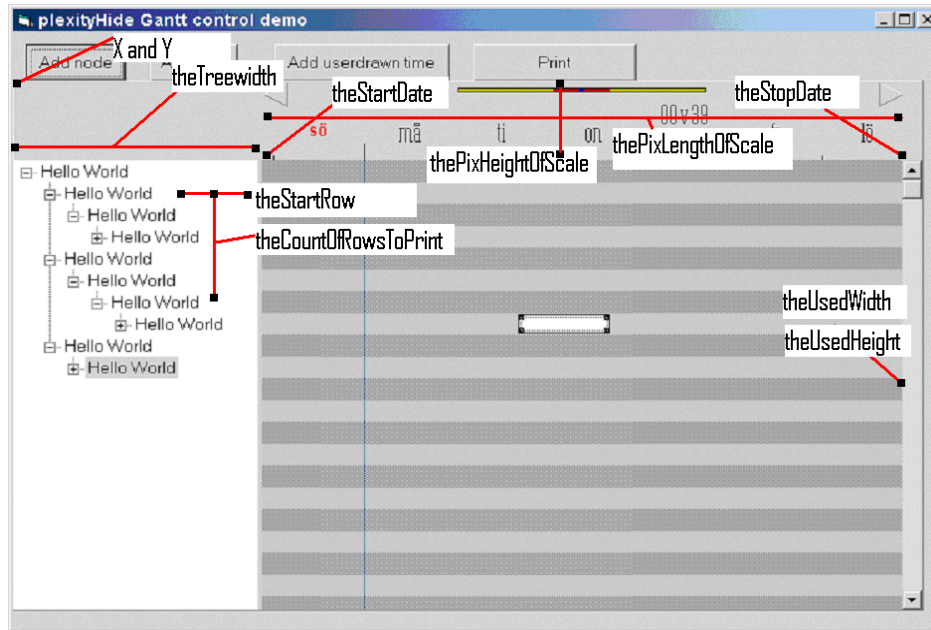 plexityHide Gantt control demo
Add node
A
Add userdrawn time
Print
X and Y
theTreewidth
theStartDate
theStopDate
00v39
sö må ti on lö
thePixHeightOfScale
thePixLengthOfScale
Hello World
Hello World
theStartRow
Hello World
Hello World
theCountOfRowsToPrint
Hello World
Hello World
Hello World
theUsedWidth
Hello World
Hello World
theUsedHeight
Hello World